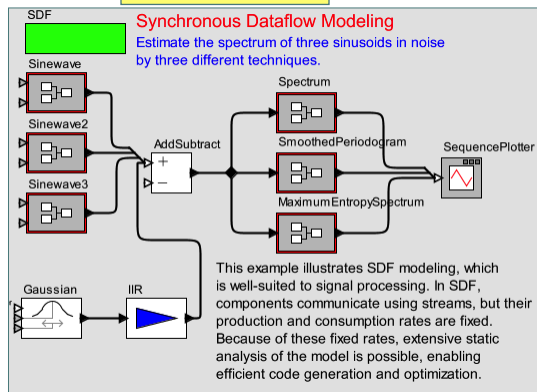 SDF
Synchronous Dataflow Modeling
Estimate the spectrum of three sinusoids in noise
by three different techniques.
Sinewave
Sinewave2
Sinewave3
AddSubtract
+
−
Spectrum
SmoothedPeriodogram
MaximumEntropySpectrum
SequencePlotter
Gaussian
IIR
This example illustrates SDF modeling, which
is well-suited to signal processing. In SDF,
components communicate using streams, but their
production and consumption rates are fixed.
Because of these fixed rates, extensive static
analysis of the model is possible, enabling
efficient code generation and optimization.